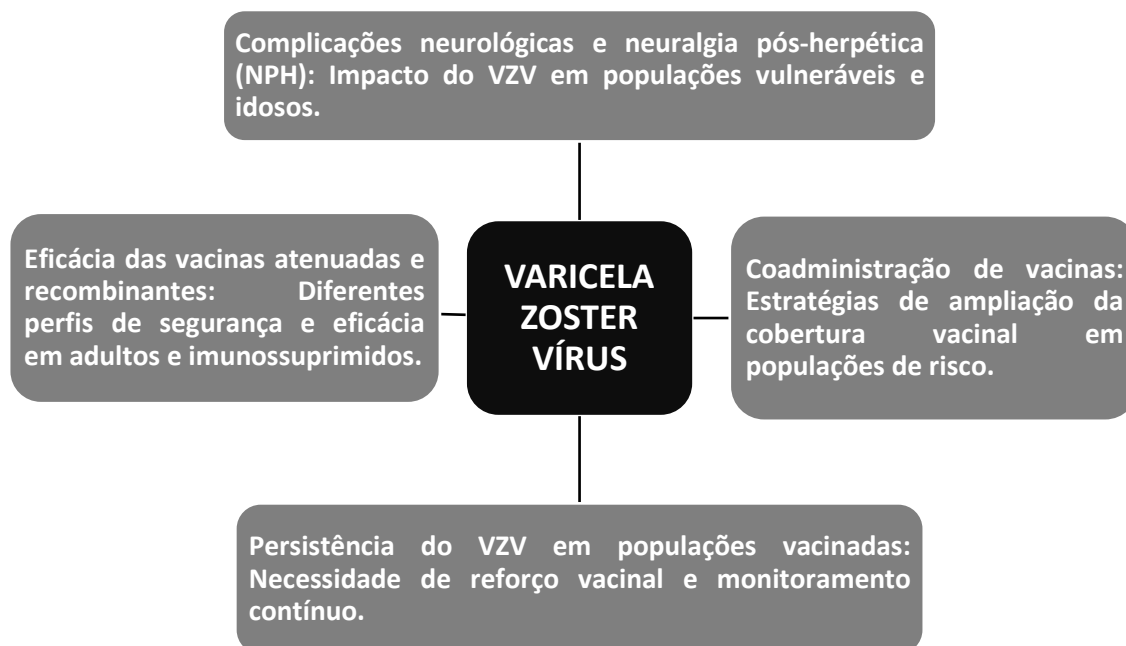 Complicações neurológicas e neuralgia pós-herpética
(NPH): Impacto do VZV em populações vulneráveis e
idosos.
Eficácia das vacinas atenuadas e
recombinantes: Diferentes
perfis de segurança e eficácia
em adultos e imunossuprimidos.
VARICELA
ZOSTER
VÍRUS
Coadministração de vacinas:
Estratégias de ampliação da
cobertura vacinal em
populações de risco.
Persistência do VZV em populações vacinadas:
Necessidade de reforço vacinal e monitoramento
contínuo.